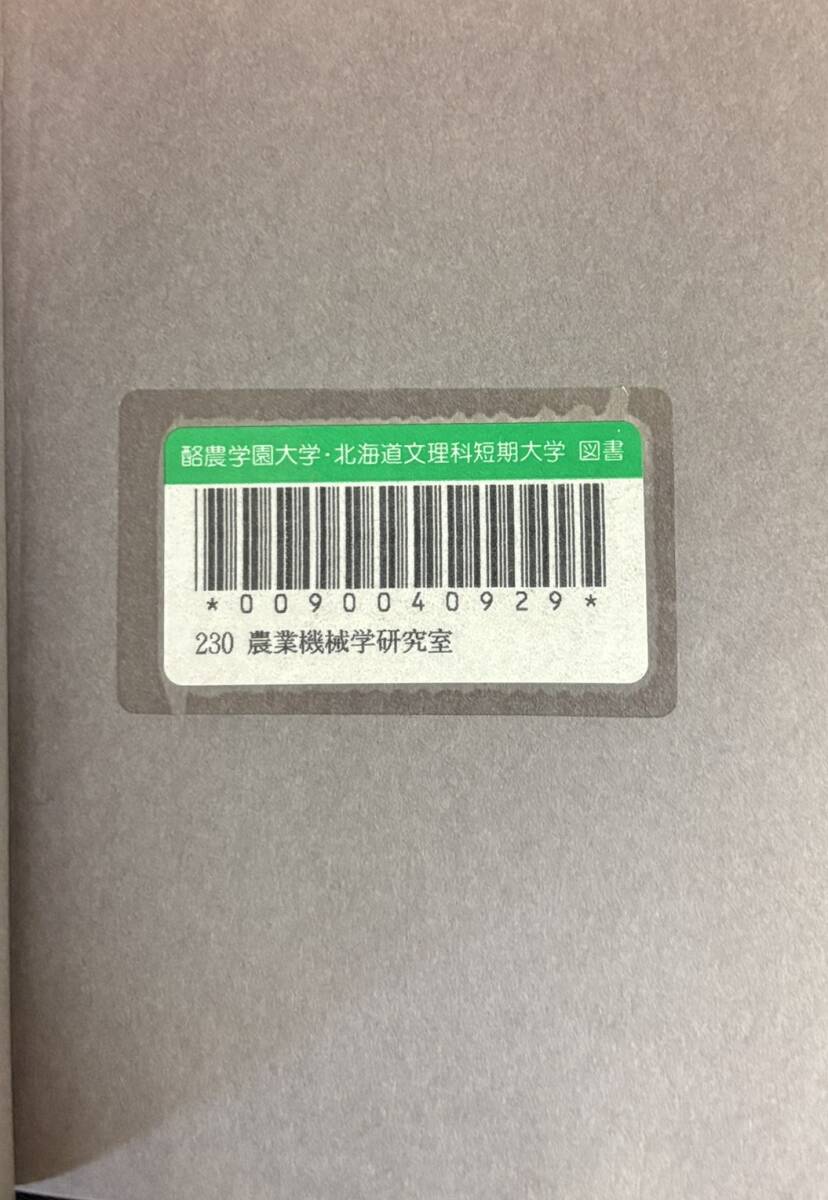 酪農学園大学・北海道文理科短期大学 図書
*0090040929*
230 農業機械学研究室